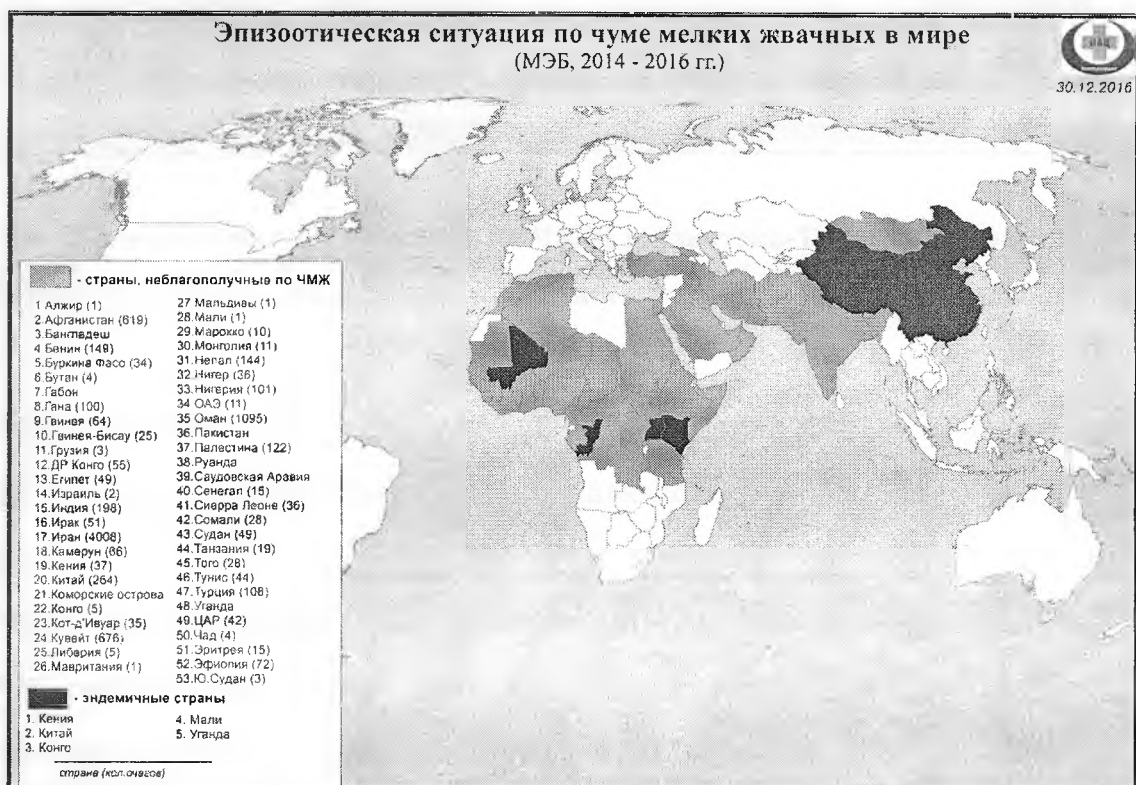 Эпизоотическая ситуация по чуме мелких жвачных в мире
(МЭБ, 2014 - 2016 гг.)
30.12.2016
- страны, неблагополучные по ЧМЖ
1 Алжир (1)
2.Афганистан (619)
3.Бангладеш
4 Бенин (149)
5.Буркина Фасо (34)
6.Бутан (4)
7.Габон
8.Гана (100)
9.Гвинея (64)
10.Гвинея-Бисау (25)
11.Грузия (3)
12.ДР Конго (55)
13.Египет (49)
14.Израиль (2)
15.Индия (198)
16.Ирак (51)
17.Иран (4008)
18.Камерун (86)
19.Кения (37)
20.Китай (264)
21.Коморские острова
22.Конго (5)
23.Кот-д'Ивуар (35)
24.Кувейт (676)
25.Либерия (5)
26.Мавритания (1)
27 Мальдивы (1)
28.Мали (1)
29.Марокко (10)
30.Монголия (11)
31.Непал (144)
32.Нигер (36)
33.Нигерия (101)
34 ОАЭ (11)
35 Оман (1095)
36.Пакистан
37.Палестина (122)
38.Руанда
39.Саудовская Аравия
40.Сенегал (15)
41.Сиерра Леоне (36)
42.Сомали (28)
43.Судан (49)
44.Танзания (19)
45.Того (28)
46.Тунис (44)
47.Турция (108)
48.Уганда
49.ЦАР (42)
50.Чад (4)
51.Эритрея (15)
52.Эфиопия (72)
53.Ю.Судан (3)
- эндемичные страны
1. Кения
2. Китай
3. Конго
4. Мали
5. Уганда
страна (кол.очагов)